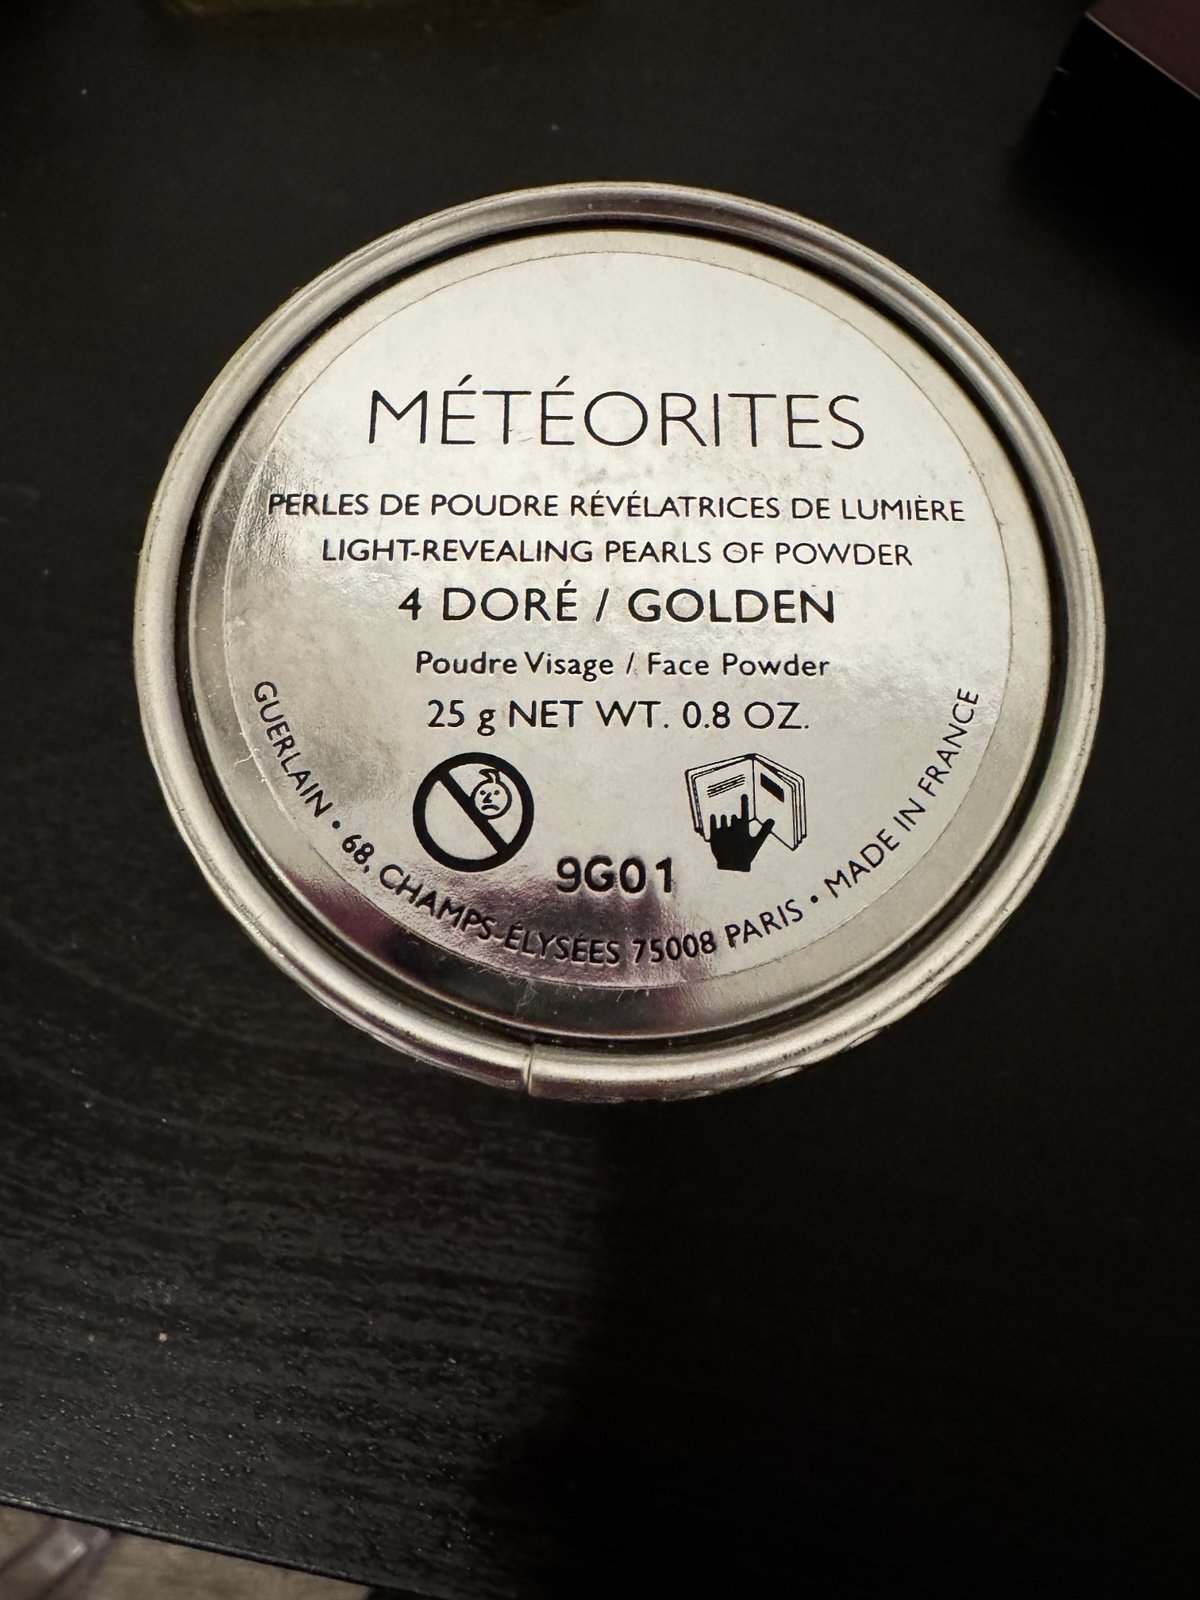 MÉTÉORITES
PERLES DE POUDRE RÉVÉLATRICES DE LUMIÈRE
LIGHT-REVEALING PEARLS OF POWDER
4 DORÉ / GOLDEN
Poudre Visage / Face Powder
25 g NET WT. 0.8 OZ.
9G01
GUERLAIN • 68, CHAMPS-ÉLYSÉES 75008 PARIS • MADE IN FRANCE